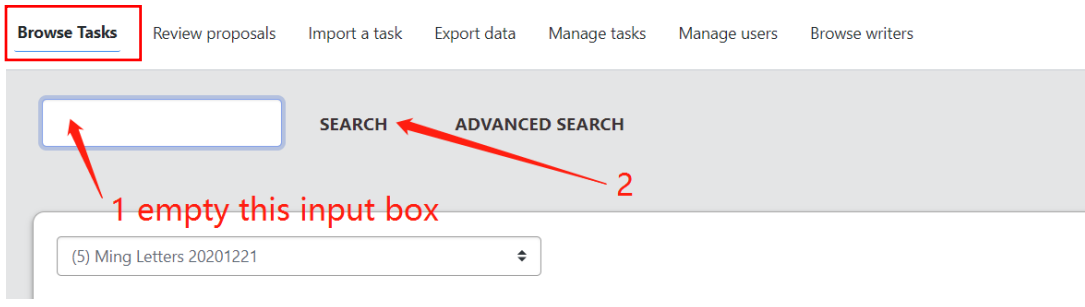 Browse Tasks Review proposals Import a task Export data Manage tasks Manage users Browse writers
SEARCH ADVANCED SEARCH
2
1 empty this input box
(5) Ming Letters 20201221